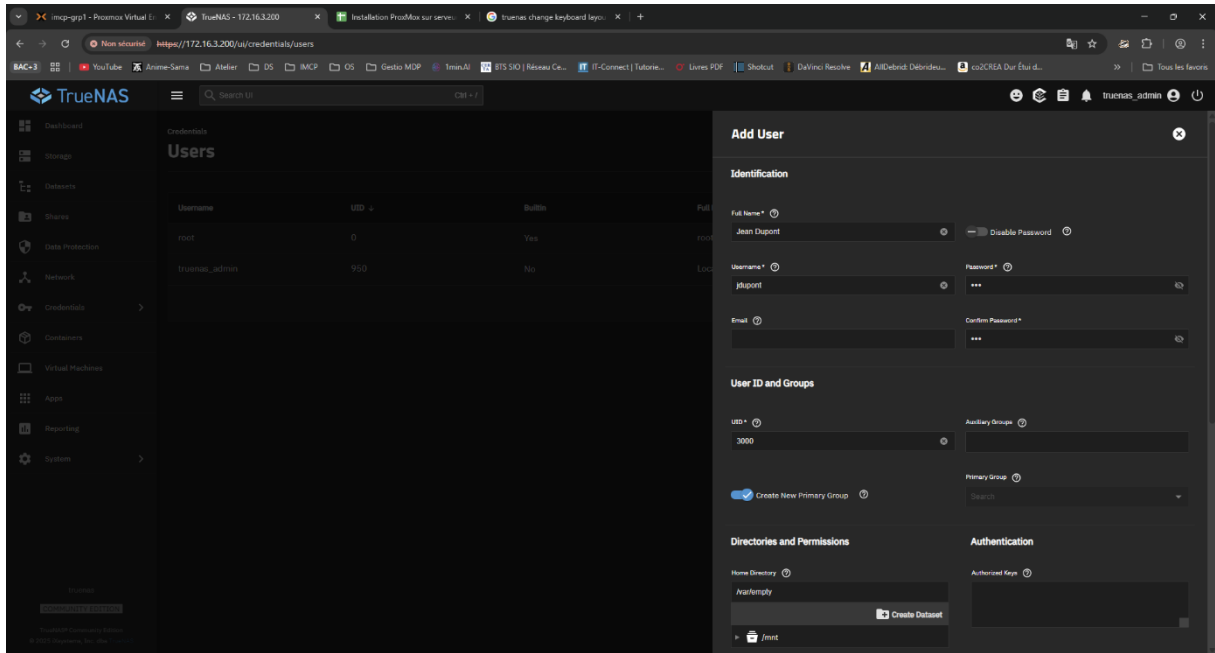 imcp-grp1 - Proxmox Virtual En
TrueNAS - 172.16.3.200
Installation ProxMox sur serveu
truenas change keyboard layou
Non sécurisé https://172.16.3.200/ui/credentials/users
BAC+3
YouTube
Anime-Sama
Atelier
DS
IMCP
OS
Gestio MDP
1min.AI
BTS SIO | Réseau Ce...
IT-Connect | Tutorie...
Livres PDF
Shotcut
DaVinci Resolve
AllDebrid: Débrideu...
co2CREA Dur Étui d...
Tous les favoris
TrueNAS
Search UI
Ctrl + /
truenas_admin
Dashboard
Storage
Datasets
Shares
Data Protection
Network
Credentials
Containers
Virtual Machines
Apps
Reporting
System
COMMUNITY EDITION
Credentials
Users
Username UID Builtin Full
root 0 Yes root
truenas_admin 950 No Loc
Add User
Identification
Full Name *
Jean Dupont
Disable Password
Username *
jdupont
Password *
•••
Email
Confirm Password *
•••
User ID and Groups
UID *
3000
Auxiliary Groups
Create New Primary Group
Primary Group
Search
Directories and Permissions
Home Directory
/var/empty
Create Dataset
/mnt
Authentication
Authorized Keys